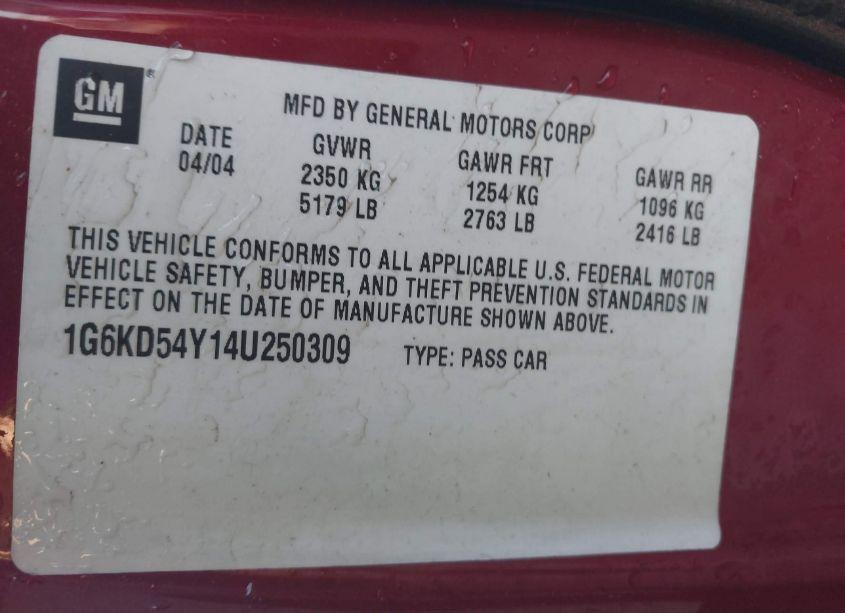 GM
MFD BY GENERAL MOTORS CORP
DATE GVWR GAWR FRT GAWR RR
04/04 2350 KG 1254 KG 1096 KG
5179 LB 2763 LB 2416 LB
THIS VEHICLE CONFORMS TO ALL APPLICABLE U.S. FEDERAL MOTOR
VEHICLE SAFETY, BUMPER, AND THEFT PREVENTION STANDARDS IN
EFFECT ON THE DATE OF MANUFACTURE SHOWN ABOVE.
1G6KD54Y14U250309 TYPE: PASS CAR